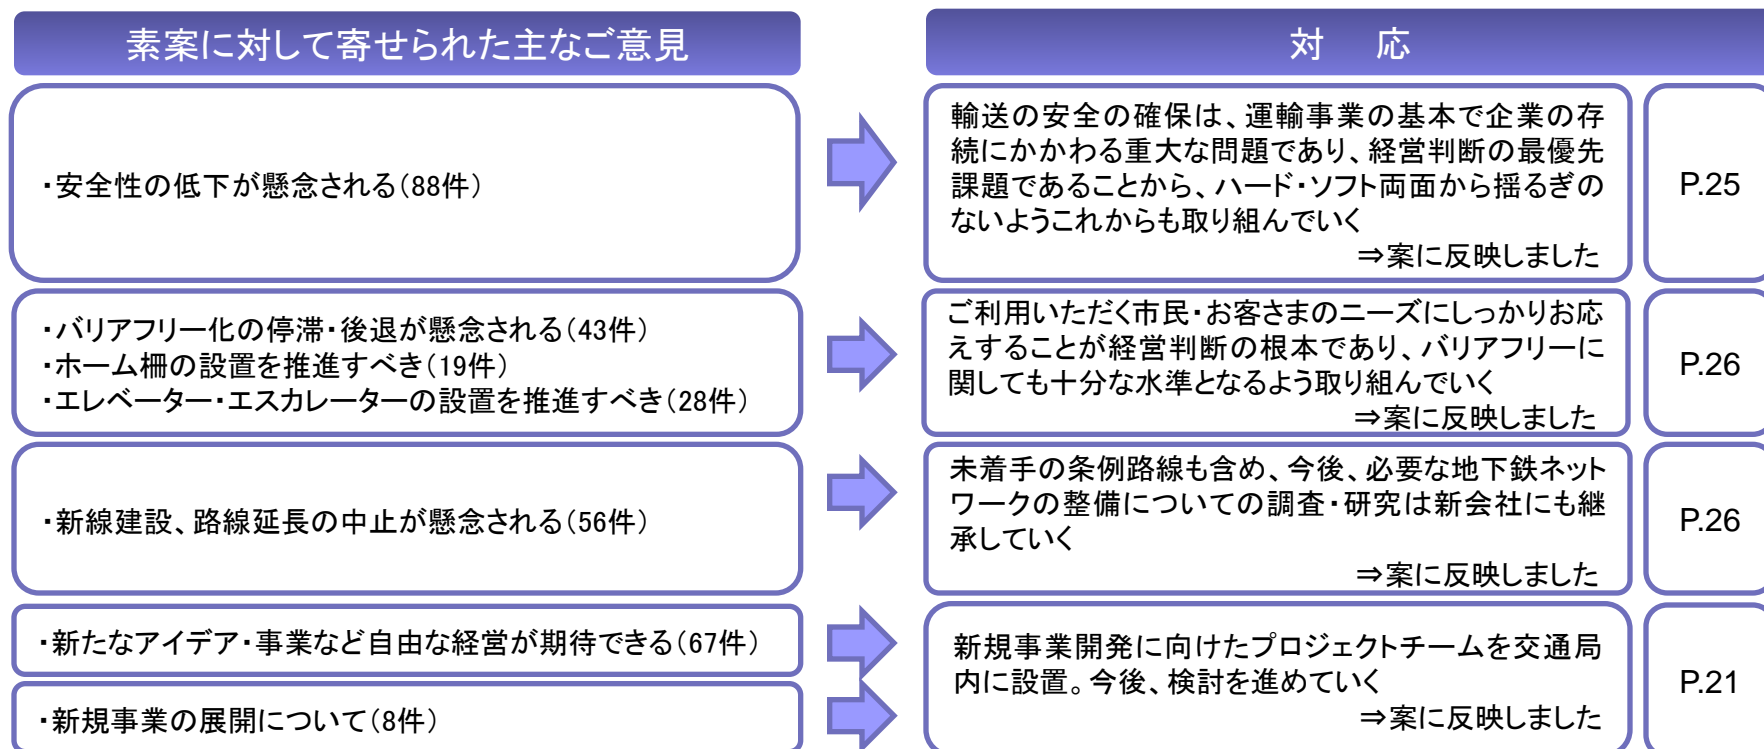 素案に対して寄せられた主なご意見
対　応
・安全性の低下が懸念される（88件）
輸送の安全の確保は、運輸事業の基本で企業の存
続にかかわる重大な問題であり、経営判断の最優先
課題であることから、ハード・ソフト両面から揺るぎの
ないようこれからも取り組んでいく
⇒案に反映しました
P.25
・バリアフリー化の停滞・後退が懸念される（43件）
・ホーム柵の設置を推進すべき（19件）
・エレベーター・エスカレーターの設置を推進すべき（28件）
ご利用いただく市民・お客さまのニーズにしっかりお応
えすることが経営判断の根本であり、バリアフリーに
関しても十分な水準となるよう取り組んでいく
⇒案に反映しました
P.26
・新線建設、路線延長の中止が懸念される（56件）
未着手の条例路線も含め、今後、必要な地下鉄ネット
ワークの整備についての調査・研究は新会社にも継
承していく
⇒案に反映しました
P.26
・新たなアイデア・事業など自由な経営が期待できる（67件）
・新規事業の展開について（8件）
新規事業開発に向けたプロジェクトチームを交通局
内に設置。今後、検討を進めていく
⇒案に反映しました
P.21